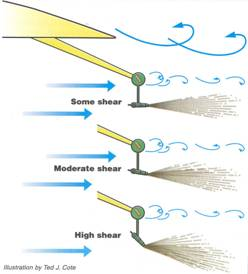 Some shear
Moderate shear
High shear
Illustration by Ted J. Cote